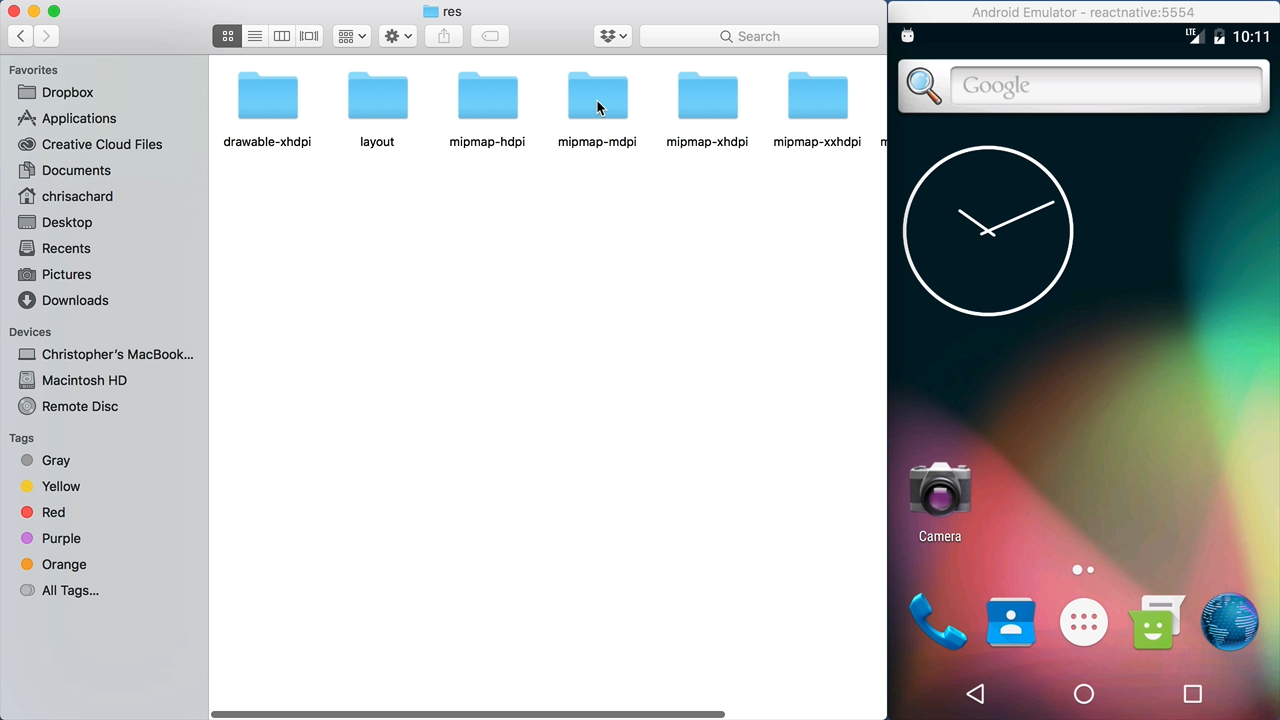 res
Search
Favorites
Dropbox
Applications
Creative Cloud Files
Documents
chrisachard
Desktop
Recents
Pictures
Downloads
Devices
Christopher's MacBook...
Macintosh HD
Remote Disc
Tags
Gray
Yellow
Red
Purple
Orange
All Tags...
drawable-xhdpi
layout
mipmap-hdpi
mipmap-mdpi
mipmap-xhdpi
mipmap-xxhdpi
Android Emulator - reactnative:5554
LTE
10:11
Google
Camera